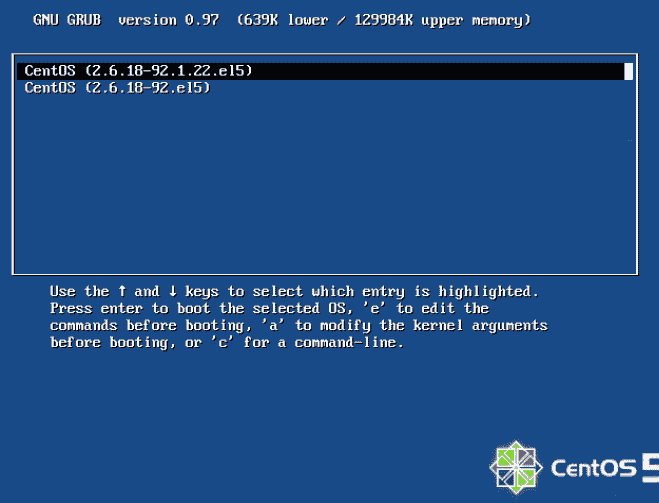 GNU GRUB version 0.97 (639K lower / 129984K upper memory)
CentOS (2.6.18-92.1.22.el5)
CentOS (2.6.18-92.el5)
Use the ↑ and ↓ keys to select which entry is highlighted.
Press enter to boot the selected OS, 'e' to edit the
commands before booting, 'a' to modify the kernel arguments
before booting, or 'c' for a command-line.
CentOS 5